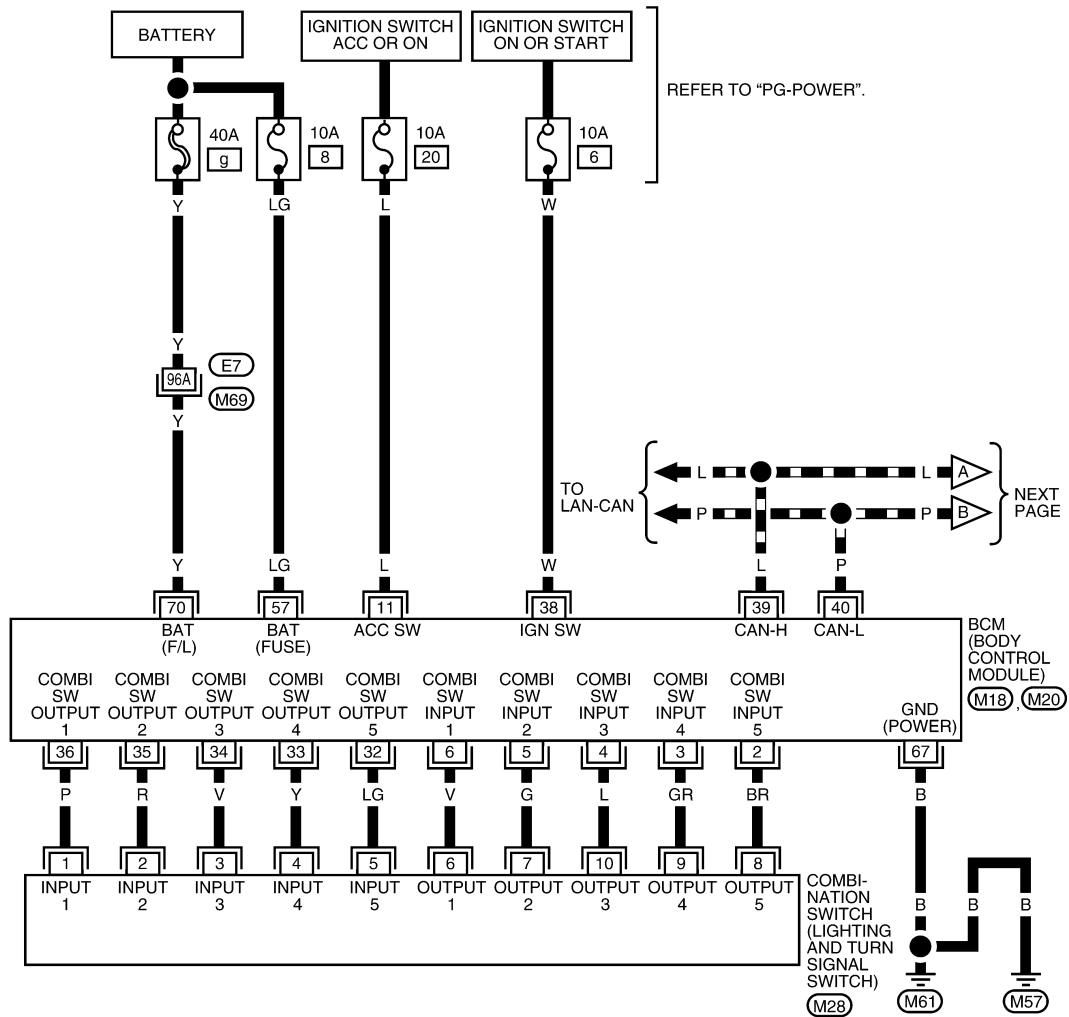 BATTERY
IGNITION SWITCH
ACC OR ON
IGNITION SWITCH
ON OR START
REFER TO “PG-POWER”.
40A
g
10A
8
10A
20
10A
6
Y
LG
L
W
Y
96A
E7
M69
Y
TO
LAN-CAN
L
L
A
P
P
B
NEXT
PAGE
Y
LG
L
W
L
P
70
57
11
38
39
40
BAT
(F/L)
BAT
(FUSE)
ACC SW
IGN SW
CAN-H
CAN-L
BCM
(BODY
CONTROL
MODULE)
M18 , M20
COMBI
SW
OUTPUT
1
COMBI
SW
OUTPUT
2
COMBI
SW
OUTPUT
3
COMBI
SW
OUTPUT
4
COMBI
SW
OUTPUT
5
COMBI
SW
INPUT
1
COMBI
SW
INPUT
2
COMBI
SW
INPUT
3
COMBI
SW
INPUT
4
COMBI
SW
INPUT
5
GND
(POWER)
36
35
34
33
32
6
5
4
3
2
67
P
R
V
Y
LG
V
G
L
GR
BR
B
1
2
3
4
5
6
7
10
9
8
INPUT
1
INPUT
2
INPUT
3
INPUT
4
INPUT
5
OUTPUT
1
OUTPUT
2
OUTPUT
3
OUTPUT
4
OUTPUT
5
COMBI-
NATION
SWITCH
(LIGHTING
AND TURN
SIGNAL
SWITCH)
M28
B
B
B
M61
M57